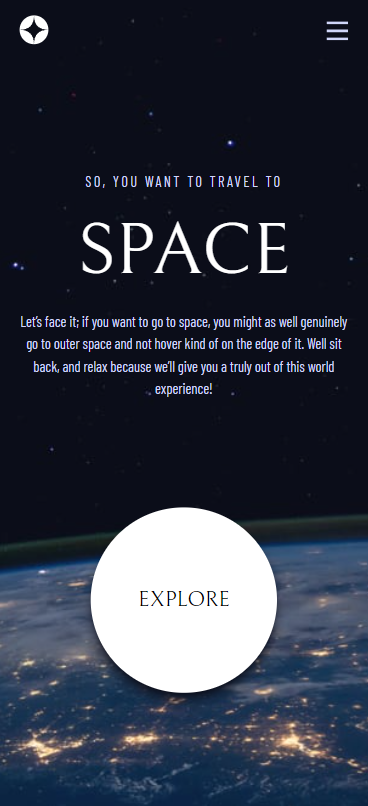 SO, YOU WANT TO TRAVEL TO
SPACE
Let’s face it; if you want to go to space, you might as well genuinely
go to outer space and not hover kind of on the edge of it. Well sit
back, and relax because we’ll give you a truly out of this world
experience!
EXPLORE